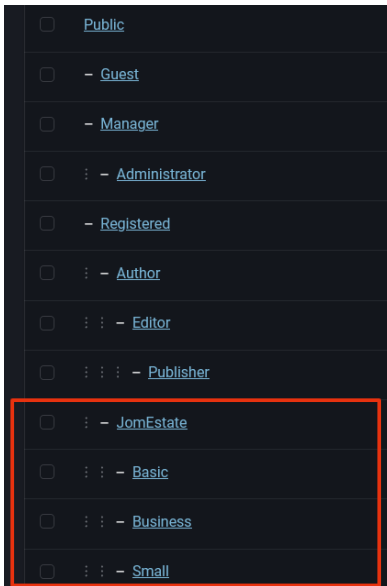 Public
– Guest
– Manager
⋮ – Administrator
– Registered
⋮ – Author
⋮ ⋮ – Editor
⋮ ⋮ ⋮ – Publisher
⋮ – JomEstate
⋮ ⋮ – Basic
⋮ ⋮ – Business
⋮ ⋮ – Small